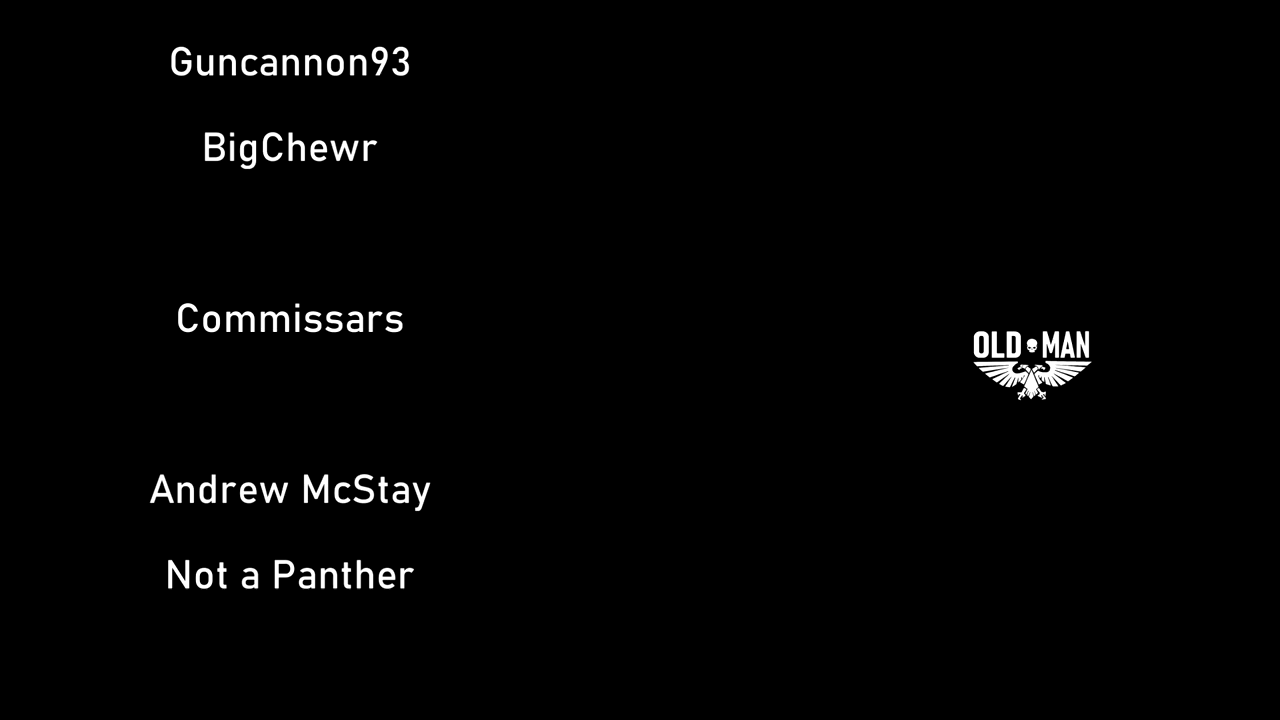 Guncannon93
BigChewr
Commissars
OLD MAN
Andrew McStay
Not a Panther